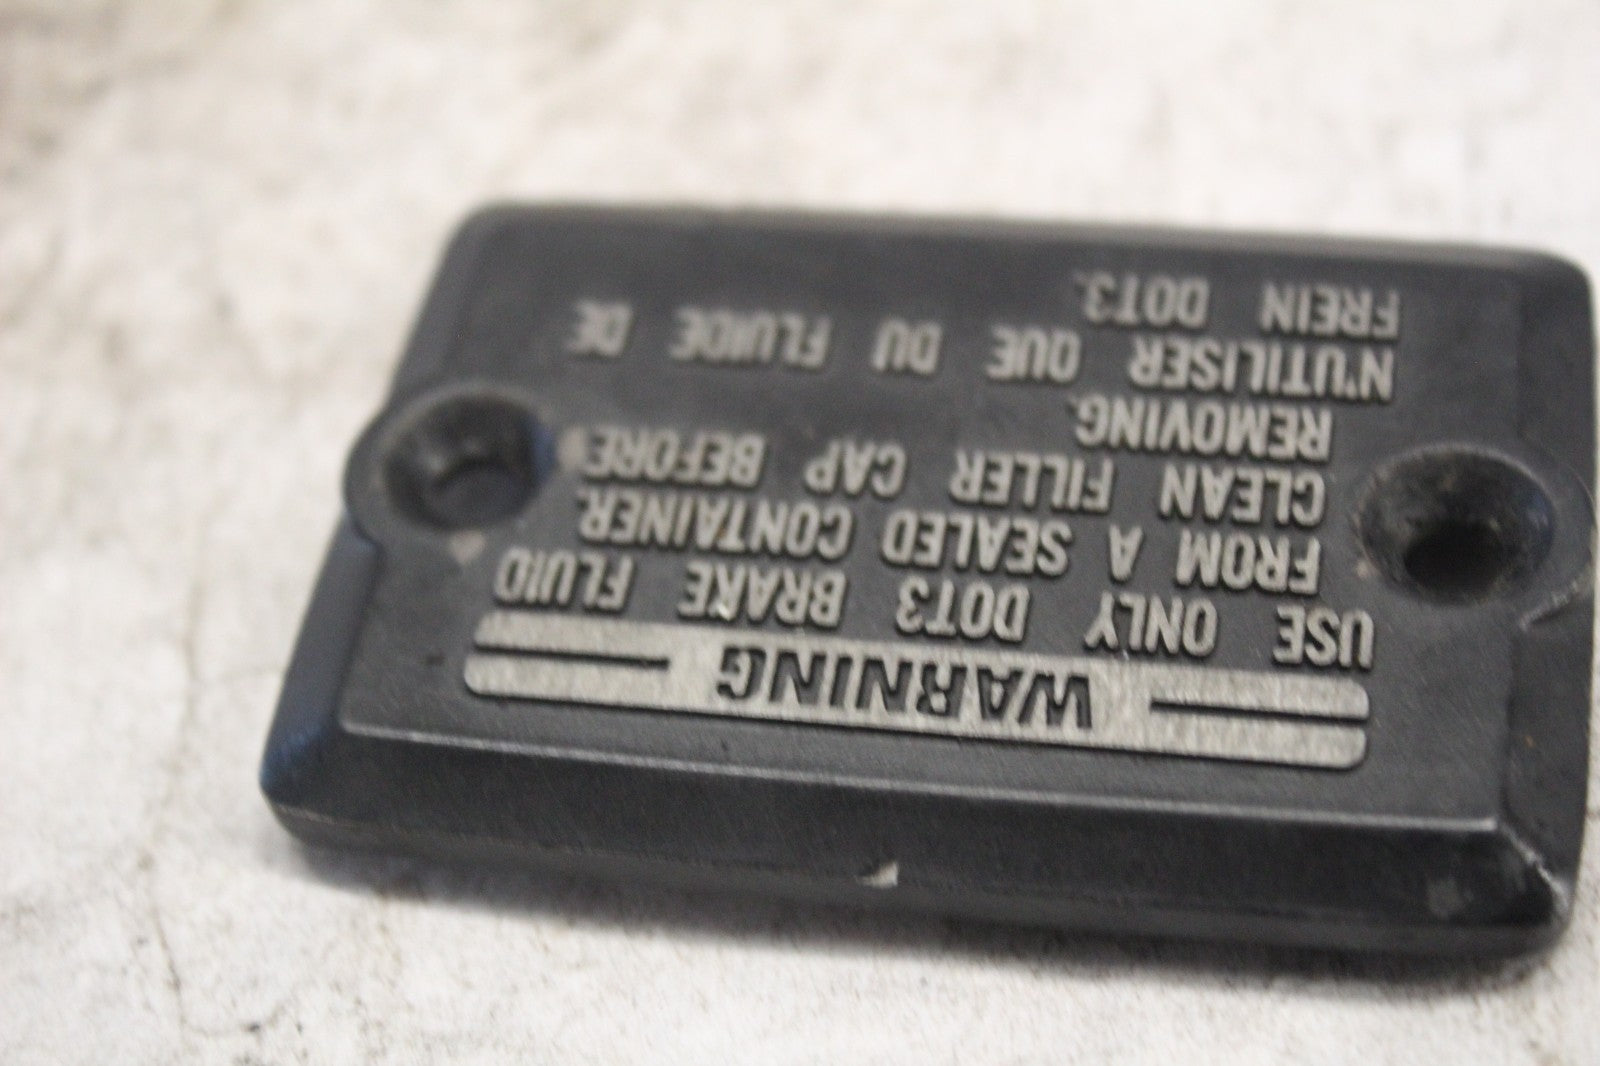 WARNING
USE ONLY DOT3 BRAKE FLUID
FROM A SEALED CONTAINER.
CLEAN FILLER CAP BEFORE
REMOVING.
N'UTILISER QUE DU FLUIDE DE
FREIN DOT3.